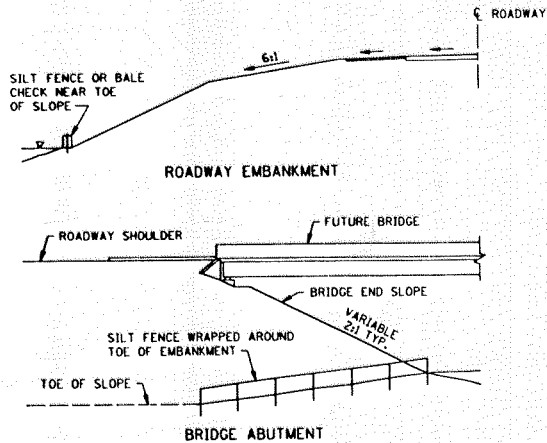 ℄ ROADWAY
6:1
SILT FENCE OR BALE
CHECK NEAR TOE
OF SLOPE
ROADWAY EMBANKMENT
FUTURE BRIDGE
ROADWAY SHOULDER
BRIDGE END SLOPE
VARIABLE
2:1 TYP.
SILT FENCE WRAPPED AROUND
TOE OF EMBANKMENT
TOE OF SLOPE
BRIDGE ABUTMENT